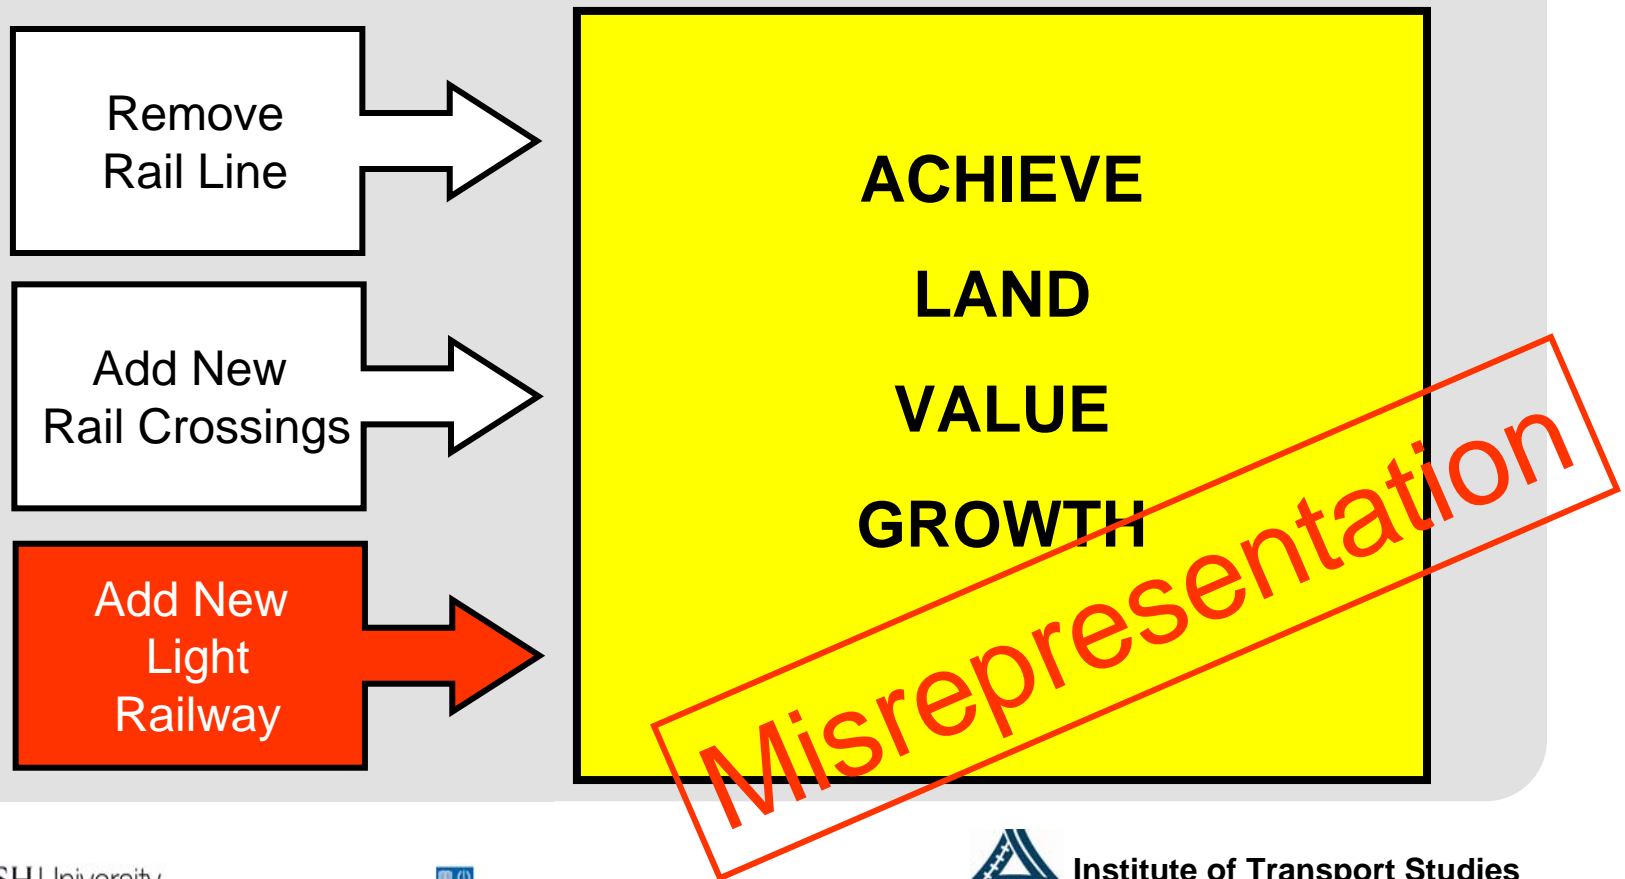 Remove
Rail Line
Add New
Rail Crossings
Add New
Light
Railway
ACHIEVE
LAND
VALUE
GROWTH
Misrepresentation
University
Institute of Transport Studies